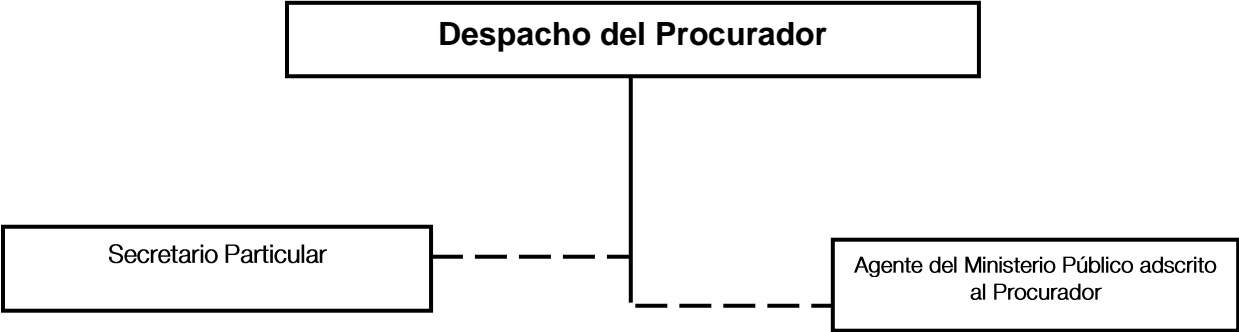 Despacho del Procurador
Secretario Particular
Agente del Ministerio Público adscrito
al Procurador